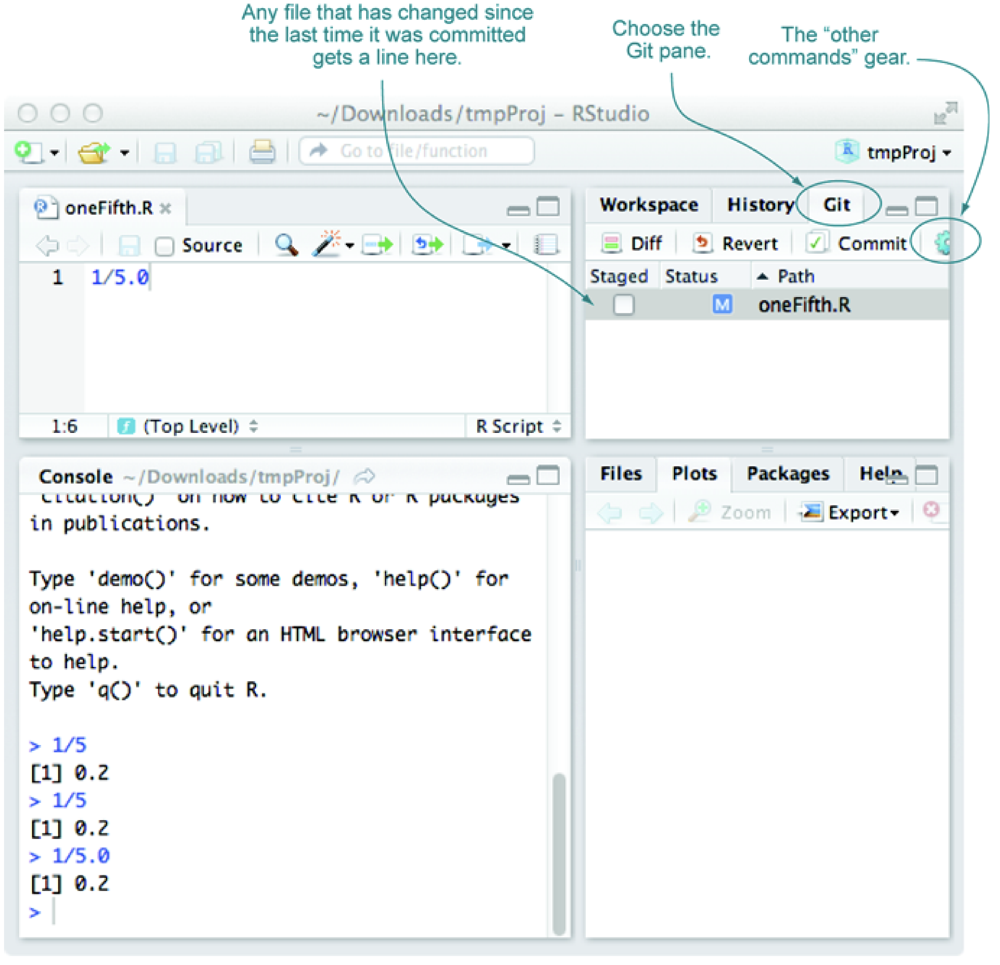 Any file that has changed since
the last time it was committed
gets a line here.
Choose the
Git pane.
The “other
commands” gear.
~/Downloads/tmpProj – RStudio
Go to file/function
R tmpProj
R oneFifth.R
Source
1 1/5.0
1:6 f (Top Level) R Script
Workspace History Git
Diff Revert Commit
Staged Status Path
M oneFifth.R
Console ~/Downloads/tmpProj/
citation()' on how to cite R or R packages
in publications.
Type 'demo()' for some demos, 'help()' for
on-line help, or
'help.start()' for an HTML browser interface
to help.
Type 'q()' to quit R.
> 1/5
[1] 0.2
> 1/5
[1] 0.2
> 1/5.0
[1] 0.2
>
Files Plots Packages Help
Zoom Export